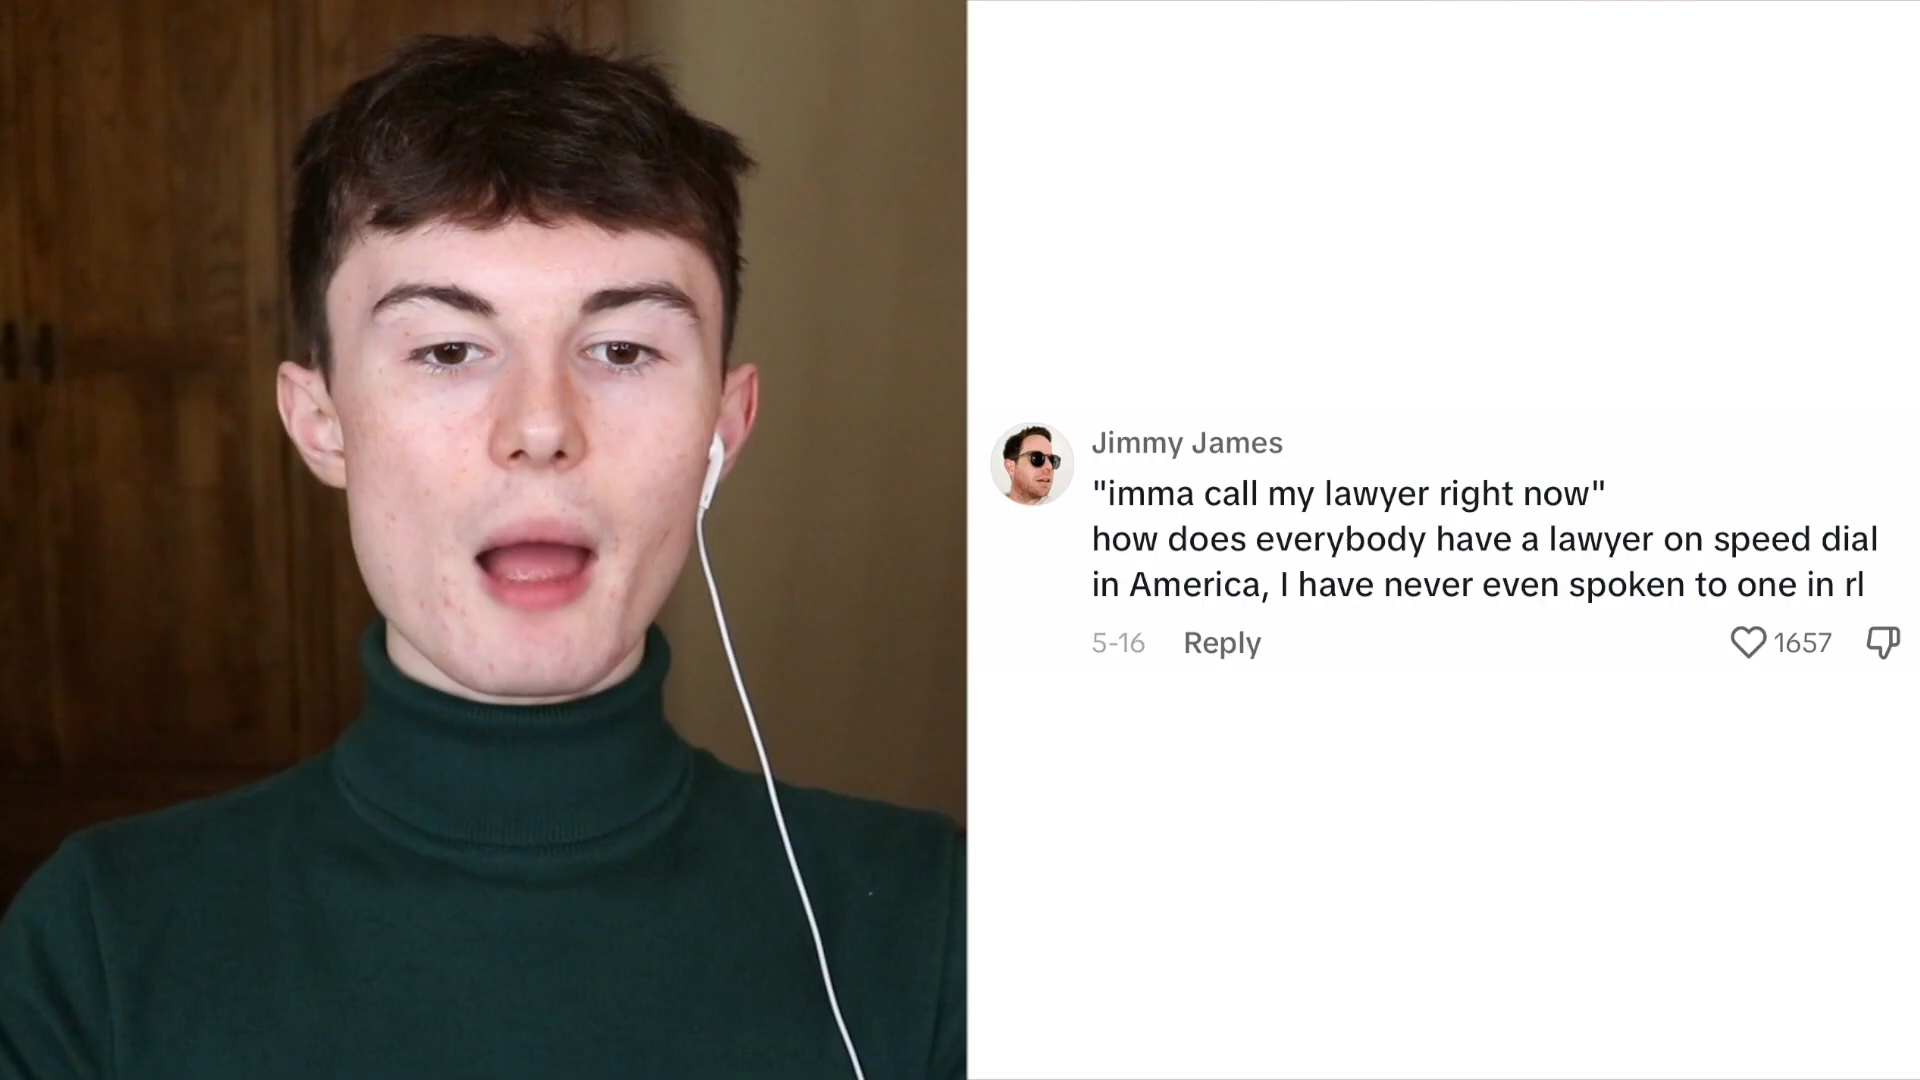 Jimmy James
"imma call my lawyer right now"
how does everybody have a lawyer on speed dial
in America, I have never even spoken to one in rl
5-16 Reply 1657